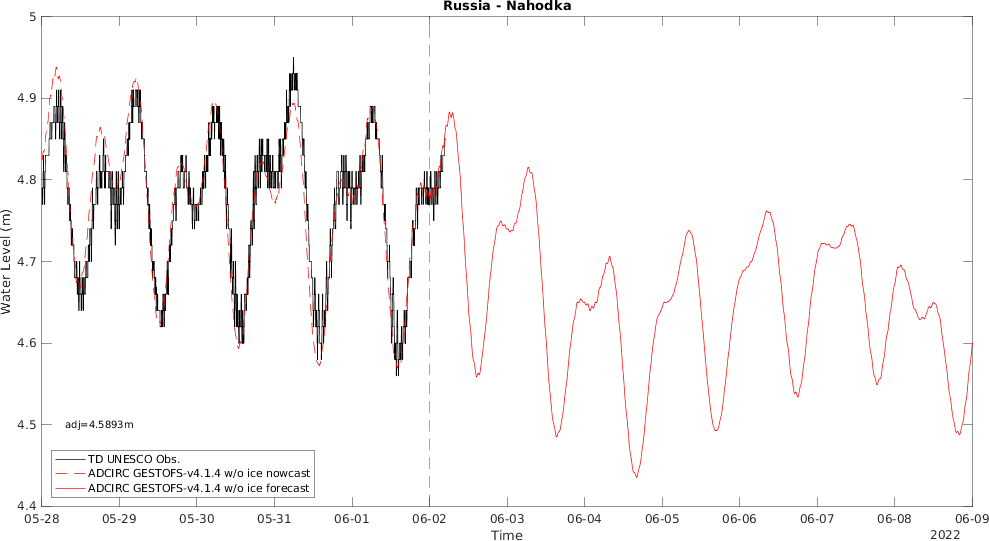 Russia - Nahodka
Water Level (m)
5
4.9
4.8
4.7
4.6
4.5
4.4
adj=4.5893m
TD UNESCO Obs.
ADCIRC GESTOFS-v4.1.4 w/o ice nowcast
ADCIRC GESTOFS-v4.1.4 w/o ice forecast
05-28 05-29 05-30 05-31 06-01 06-02 06-03 06-04 06-05 06-06 06-07 06-08 06-09
Time
2022